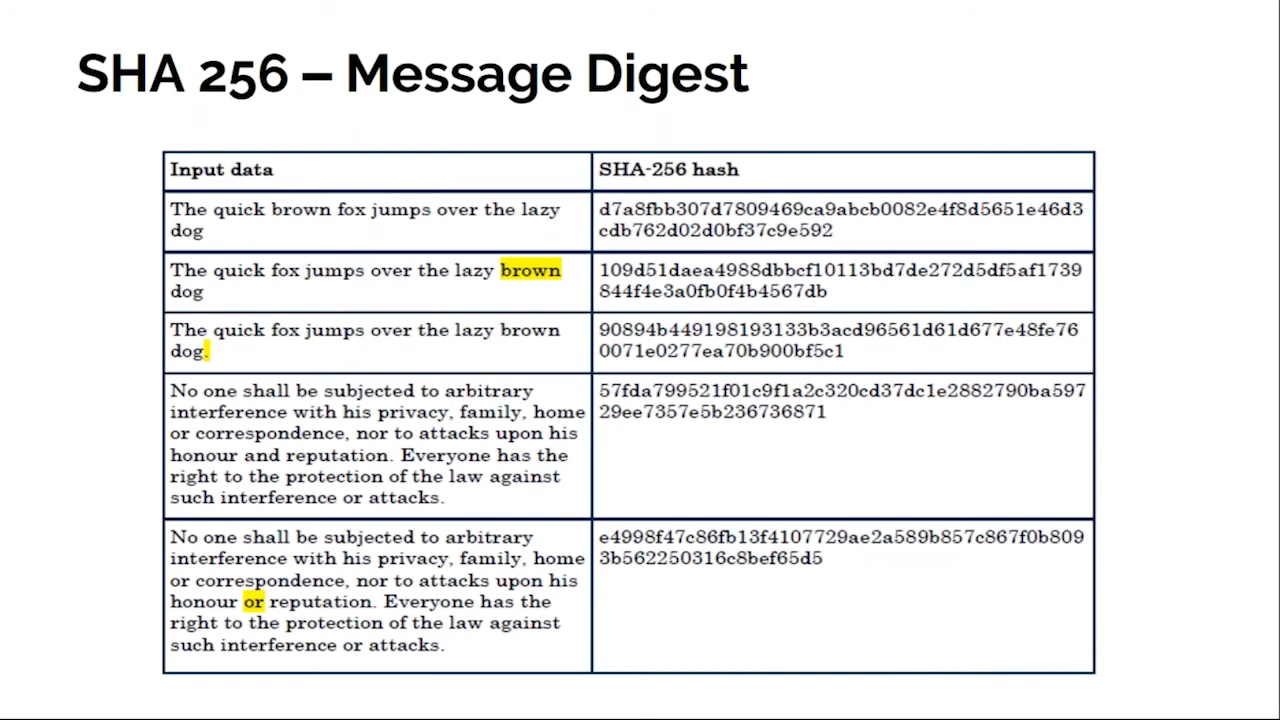 SHA 256 – Message Digest
Input data
SHA-256 hash
The quick brown fox jumps over the lazy
dog
d7a8fbb307d7809469ca9abcb0082e4f8d5651e46d3
cdb762d02d0bf37c9e592
The quick fox jumps over the lazy brown
dog
109d51daea4988dbbcf10113bd7de272d5df5af1739
844f4e3a0fb0f4b4567db
The quick fox jumps over the lazy brown
dog.
90894b449198193133b3acd96561d61d677e48fe76
0071e0277ea70b900bf5c1
No one shall be subjected to arbitrary
interference with his privacy, family, home
or correspondence, nor to attacks upon his
honour and reputation. Everyone has the
right to the protection of the law against
such interference or attacks.
57fda799521f01c9f1a2c320cd37dc1e2882790ba597
29ee7357e5b236736871
No one shall be subjected to arbitrary
interference with his privacy, family, home
or correspondence, nor to attacks upon his
honour or reputation. Everyone has the
right to the protection of the law against
such interference or attacks.
e4998f47c86fb13f4107729ae2a589b857c867f0b809
3b562250316c8bef65d5